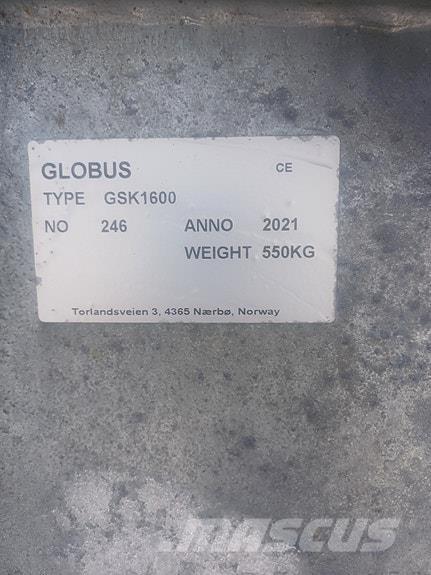 GLOBUS CE
TYPE GSK1600
NO 246 ANNO 2021
WEIGHT 550KG
Torlandsveien 3, 4365 Nærbø, Norway
MASCUS